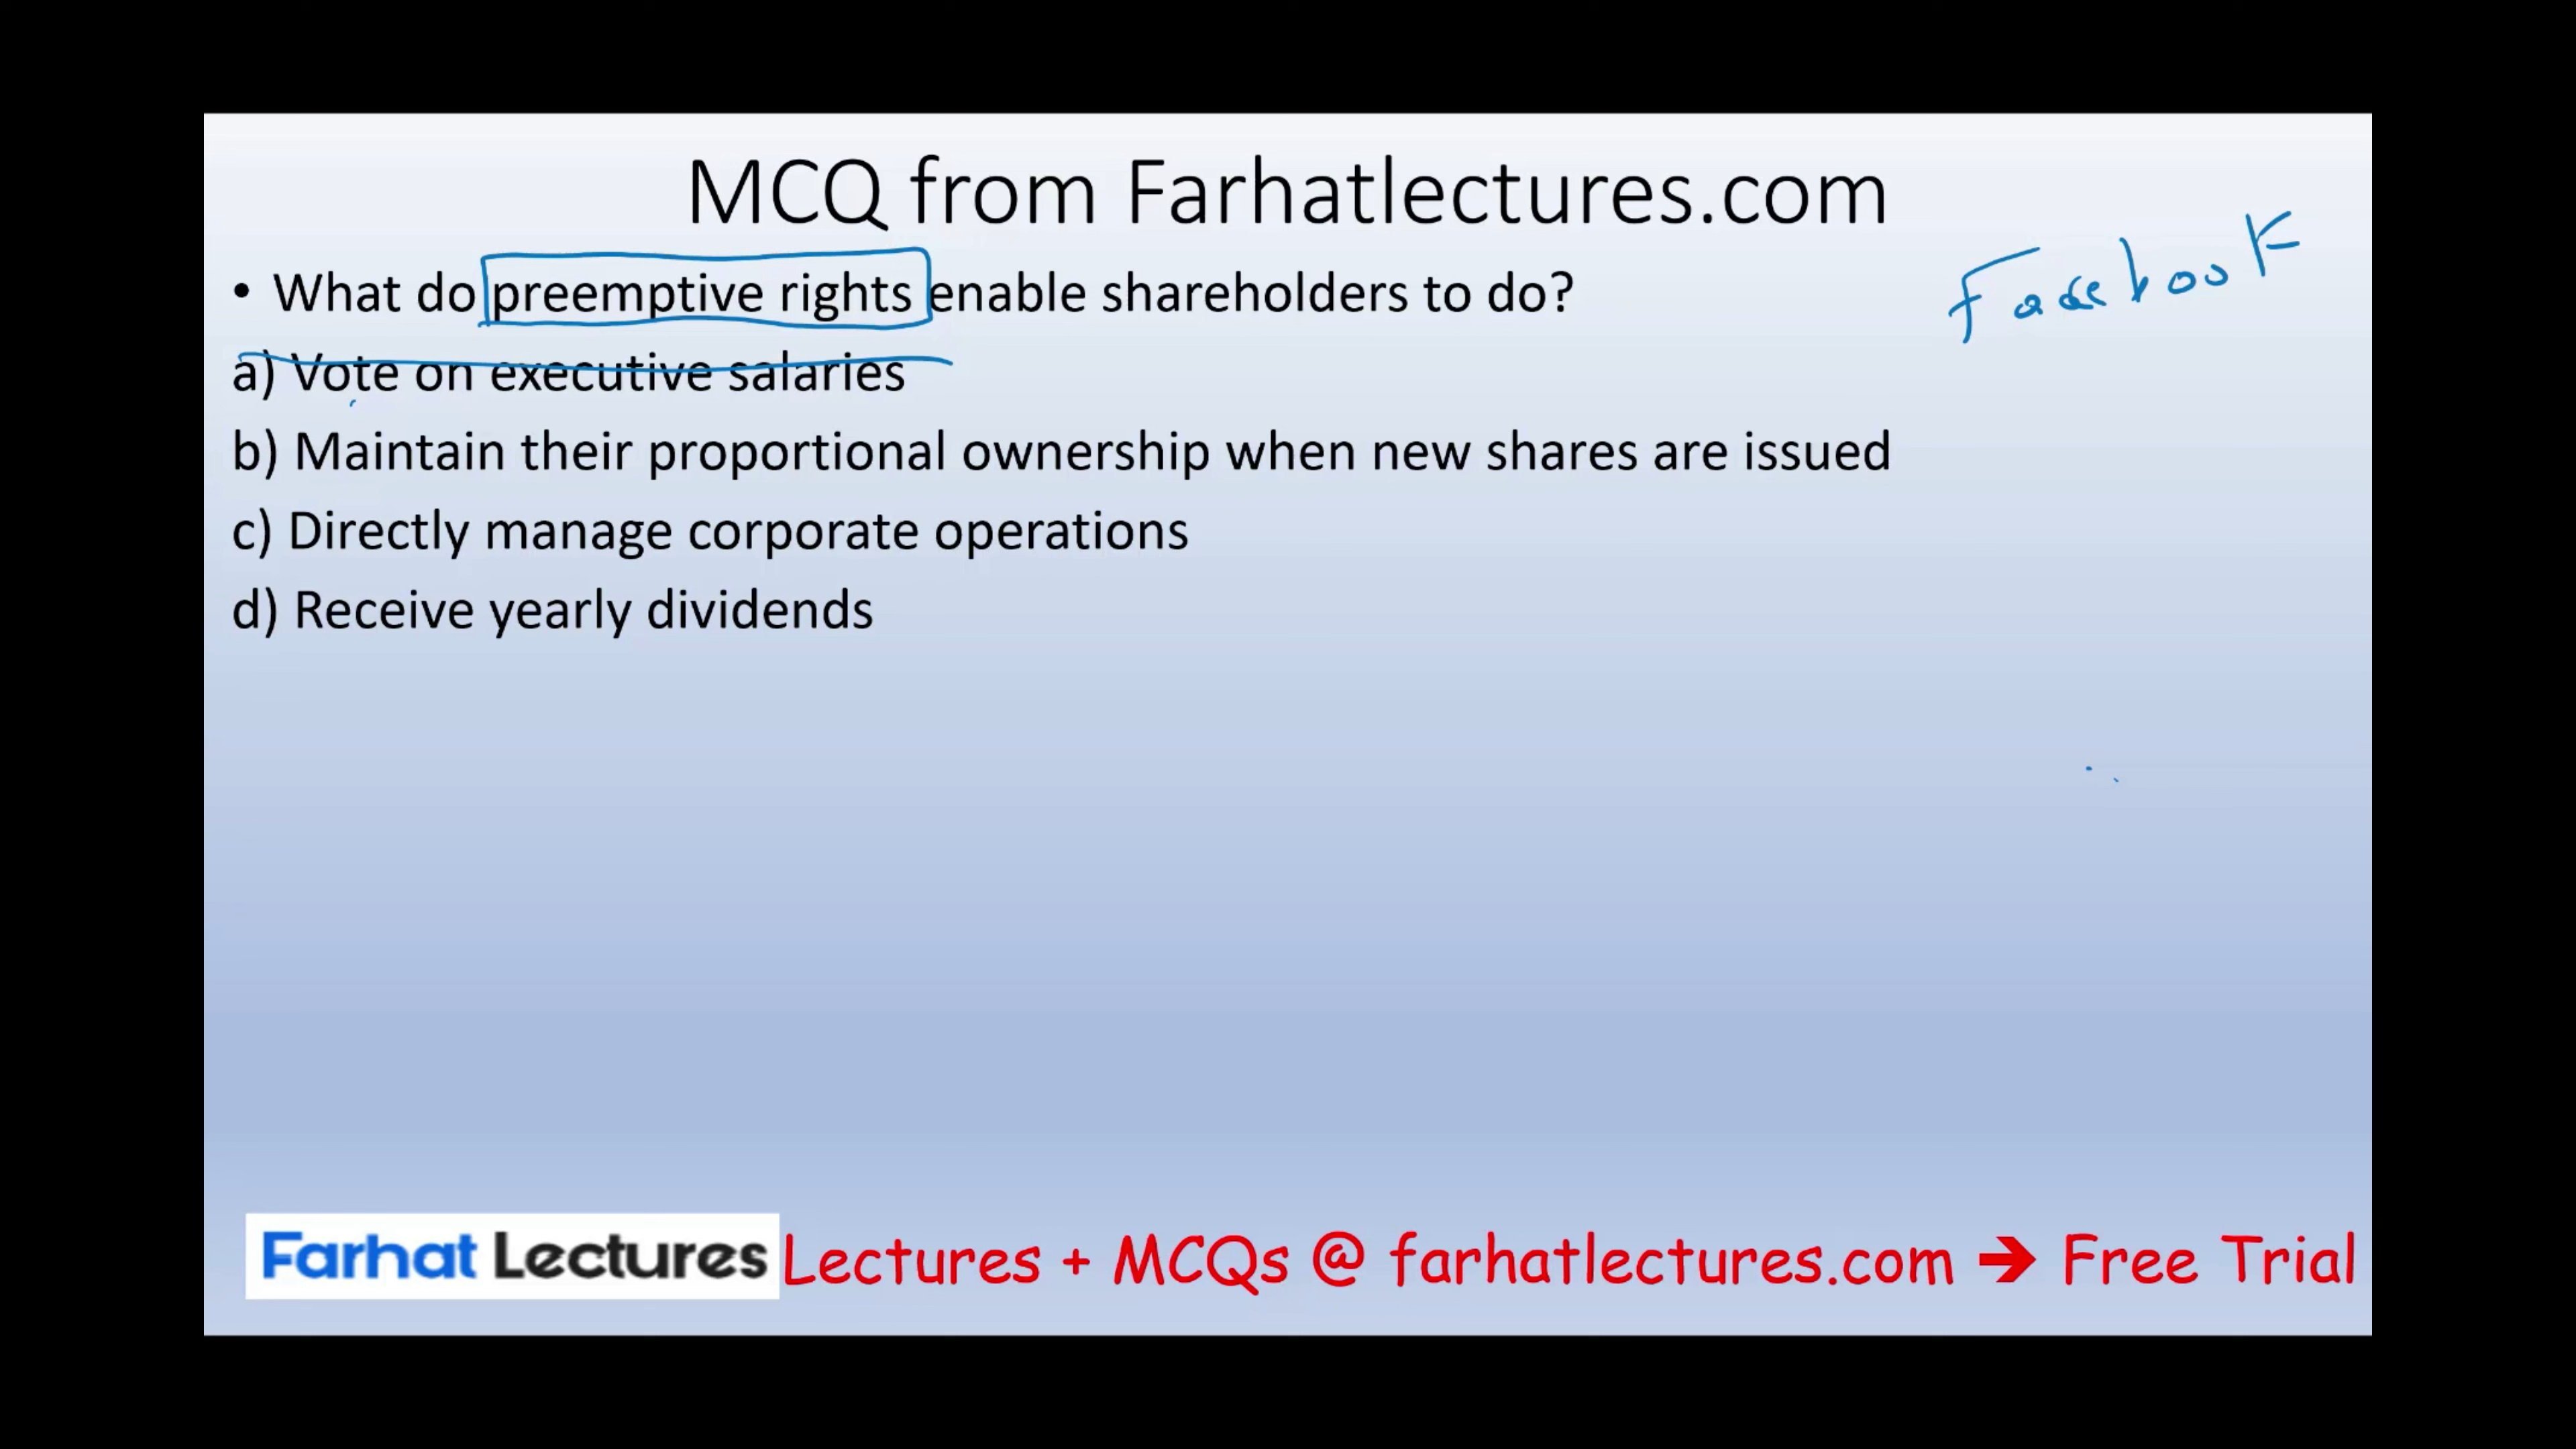 MCQ from Farhatlectures.com
• What do preemptive rights enable shareholders to do?
Facebook
a) Vote on executive salaries
b) Maintain their proportional ownership when new shares are issued
c) Directly manage corporate operations
d) Receive yearly dividends
Farhat Lectures Lectures + MCQs @ farhatlectures.com ➔ Free Trial